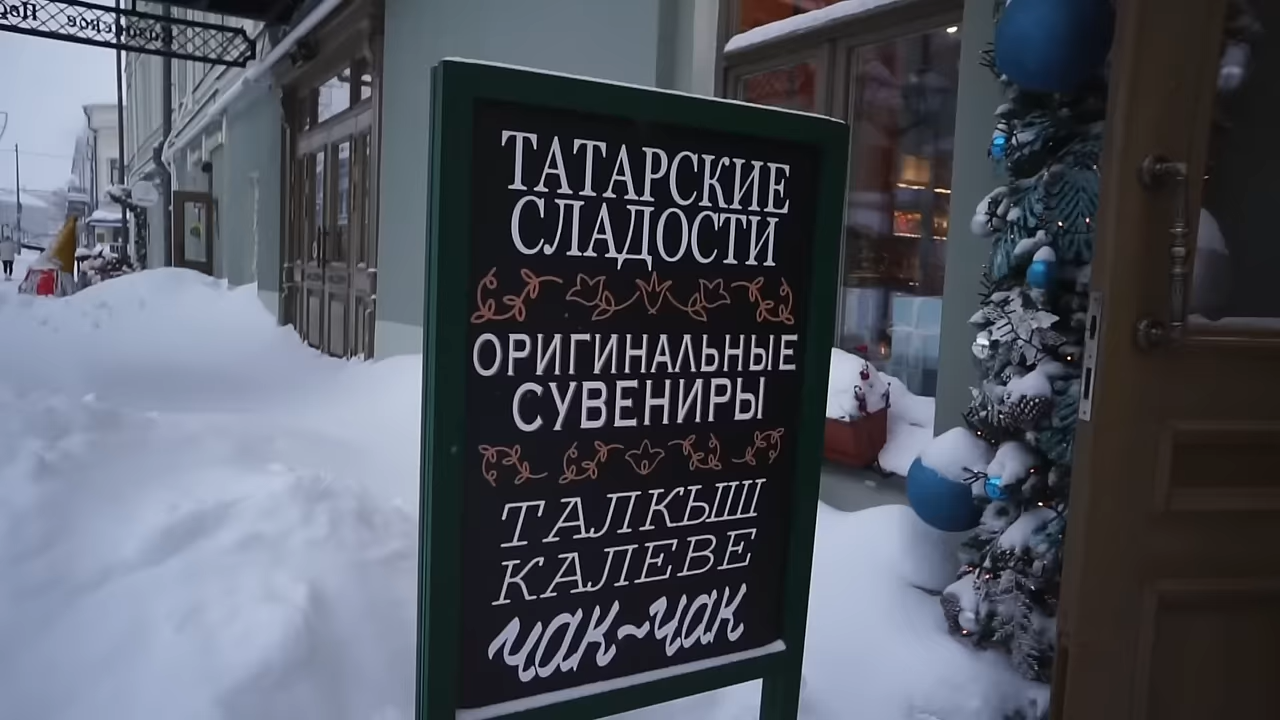 ТАТАРСКИЕ
СЛАДОСТИ
ОРИГИНАЛЬНЫЕ
СУВЕНИРЫ
ТАЛКЫШ
КАЛЕВЕ
чак~чак